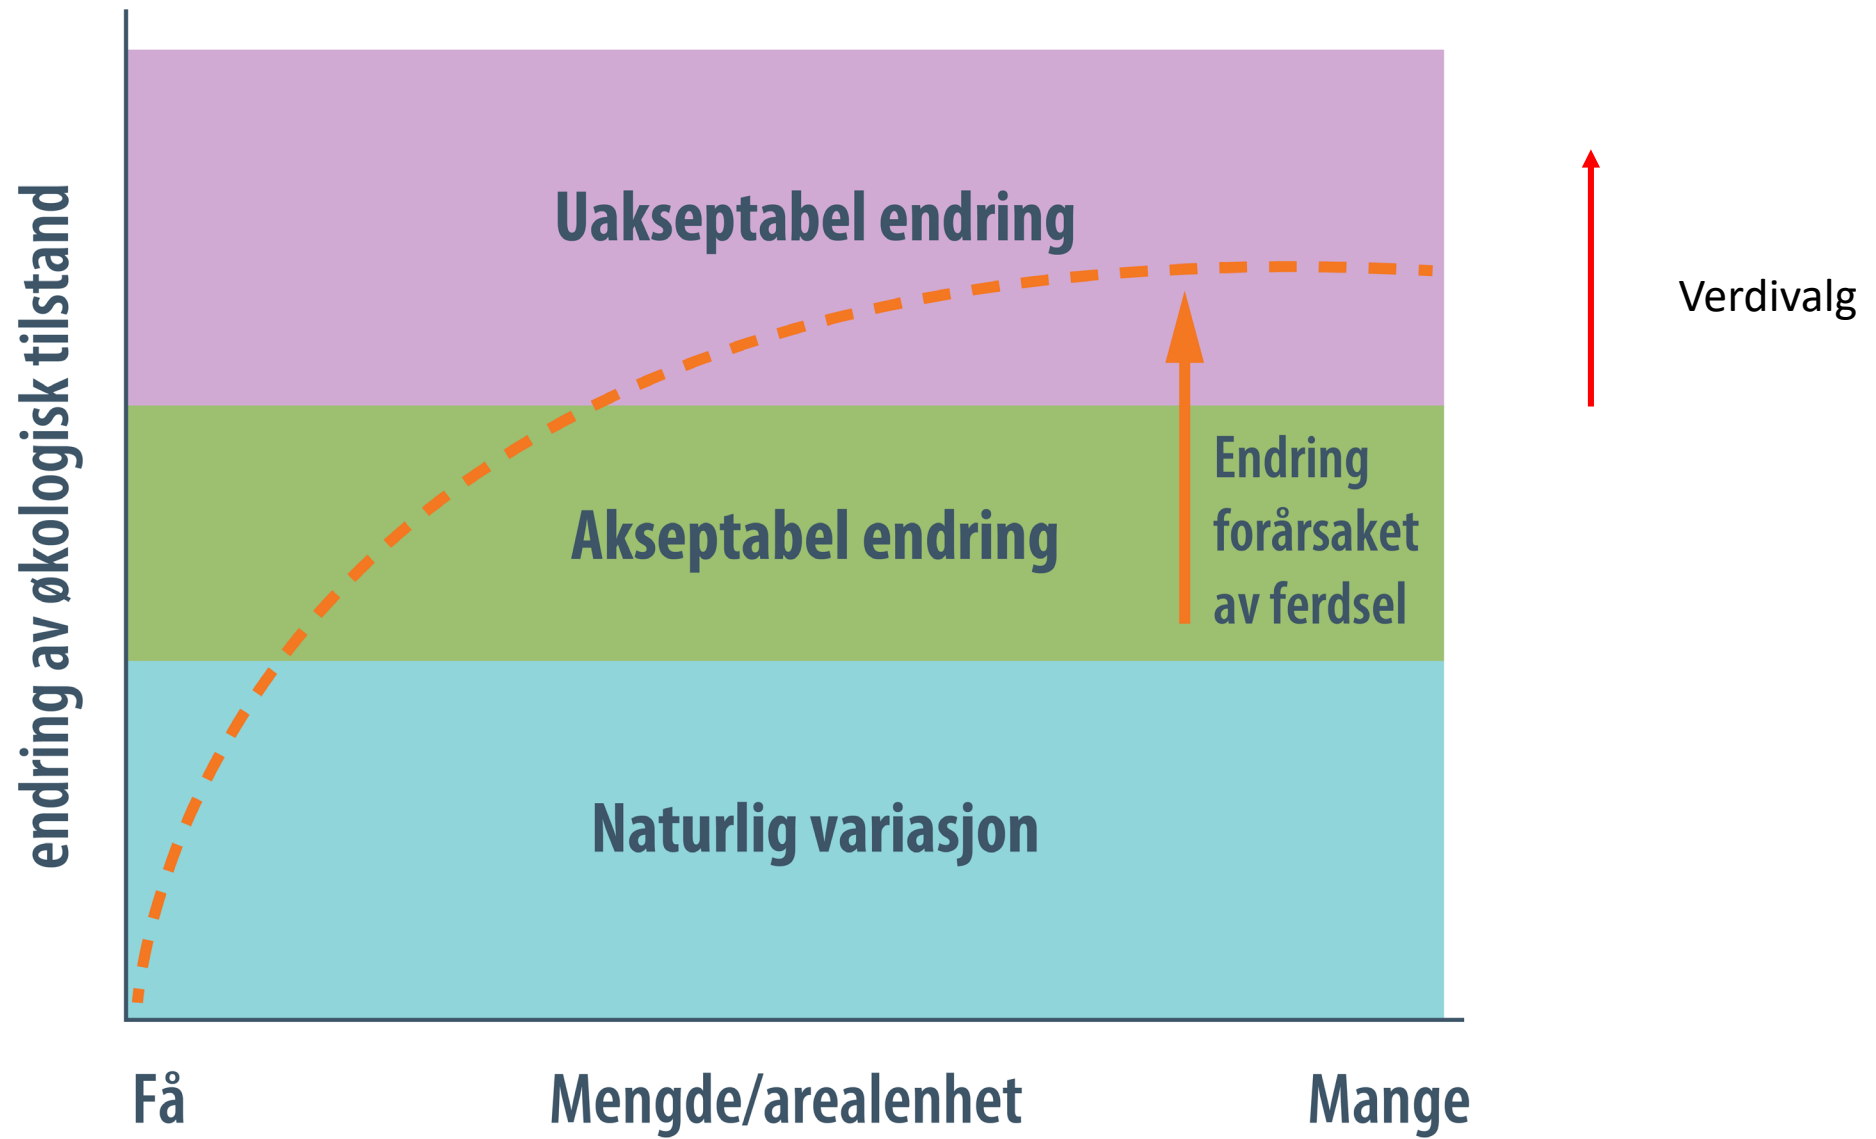 endring av økologisk tilstand
Uakseptabel endring
Verdivalg
Endring
forårsaket
av ferdsel
Akseptabel endring
Naturlig variasjon
Få
Mengde/arealenhet
Mange